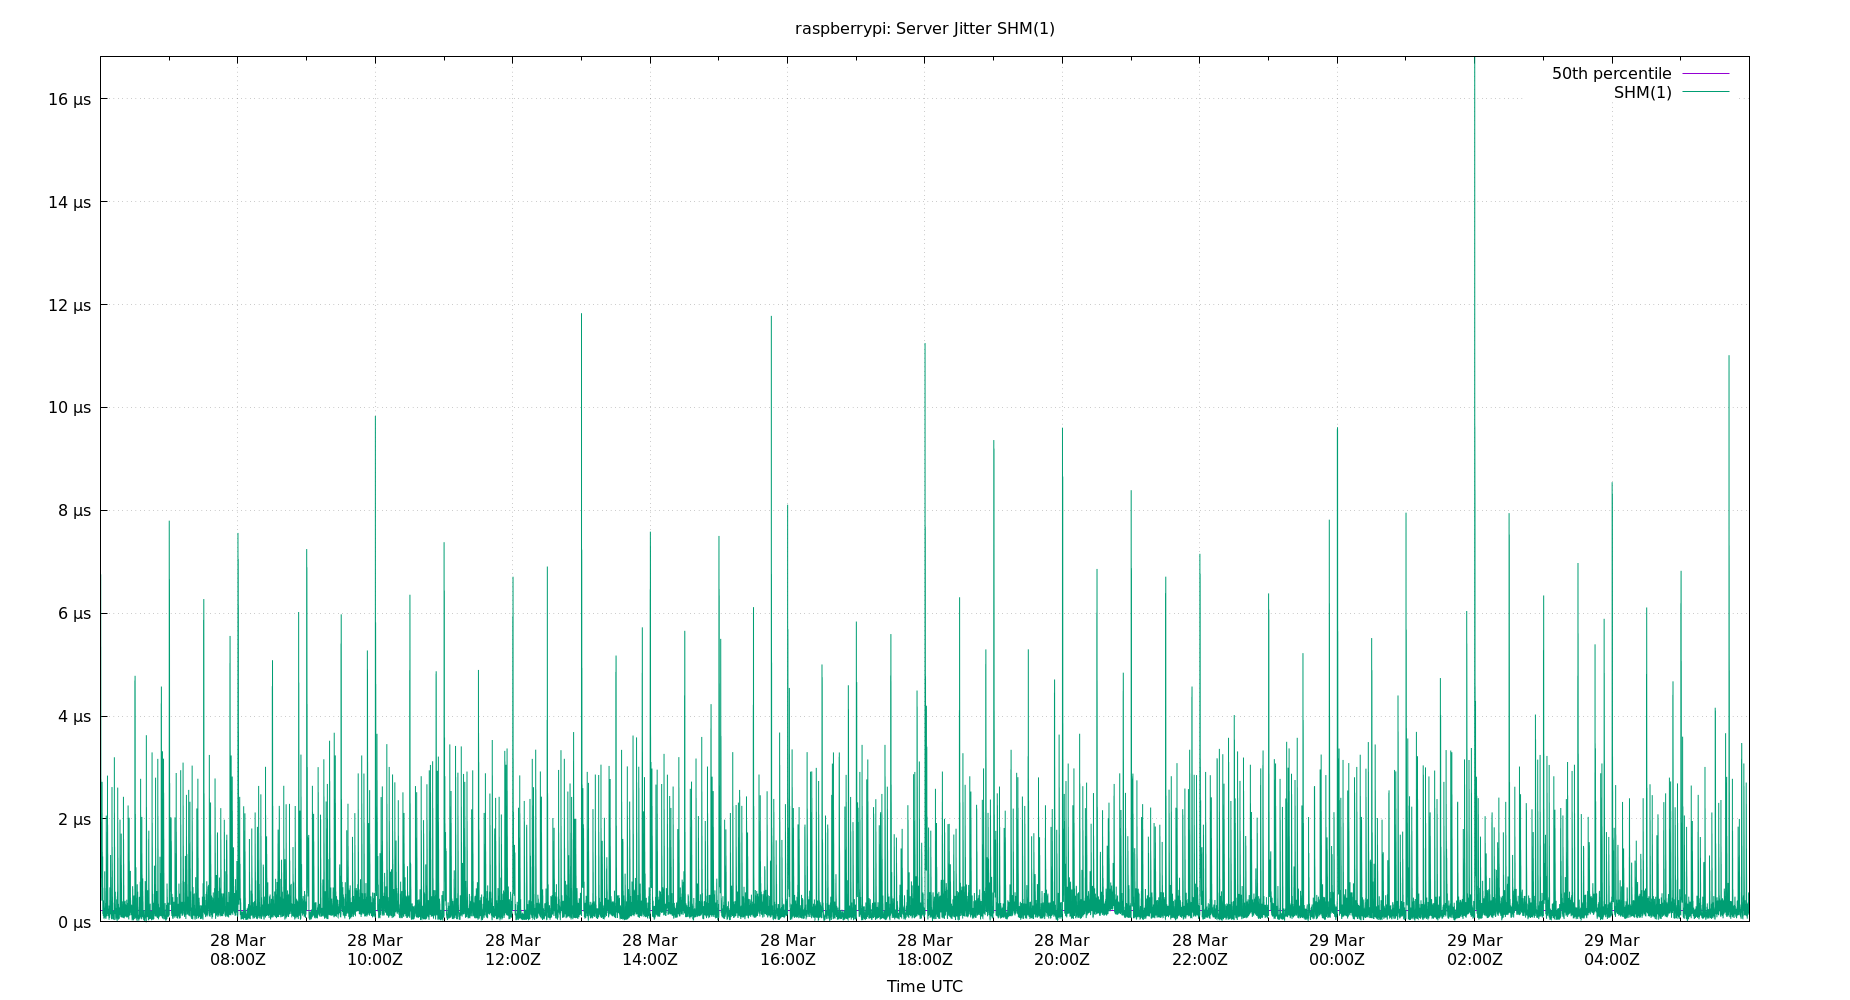 raspberrypi: Server Jitter SHM(1)
50th percentile
SHM(1)
16 µs
14 µs
12 µs
10 µs
8 µs
6 µs
4 µs
2 µs
0 µs
28 Mar 28 Mar 28 Mar 28 Mar 28 Mar 28 Mar 28 Mar 28 Mar 29 Mar 29 Mar 29 Mar
08:00Z 10:00Z 12:00Z 14:00Z 16:00Z 18:00Z 20:00Z 22:00Z 00:00Z 02:00Z 04:00Z
Time UTC